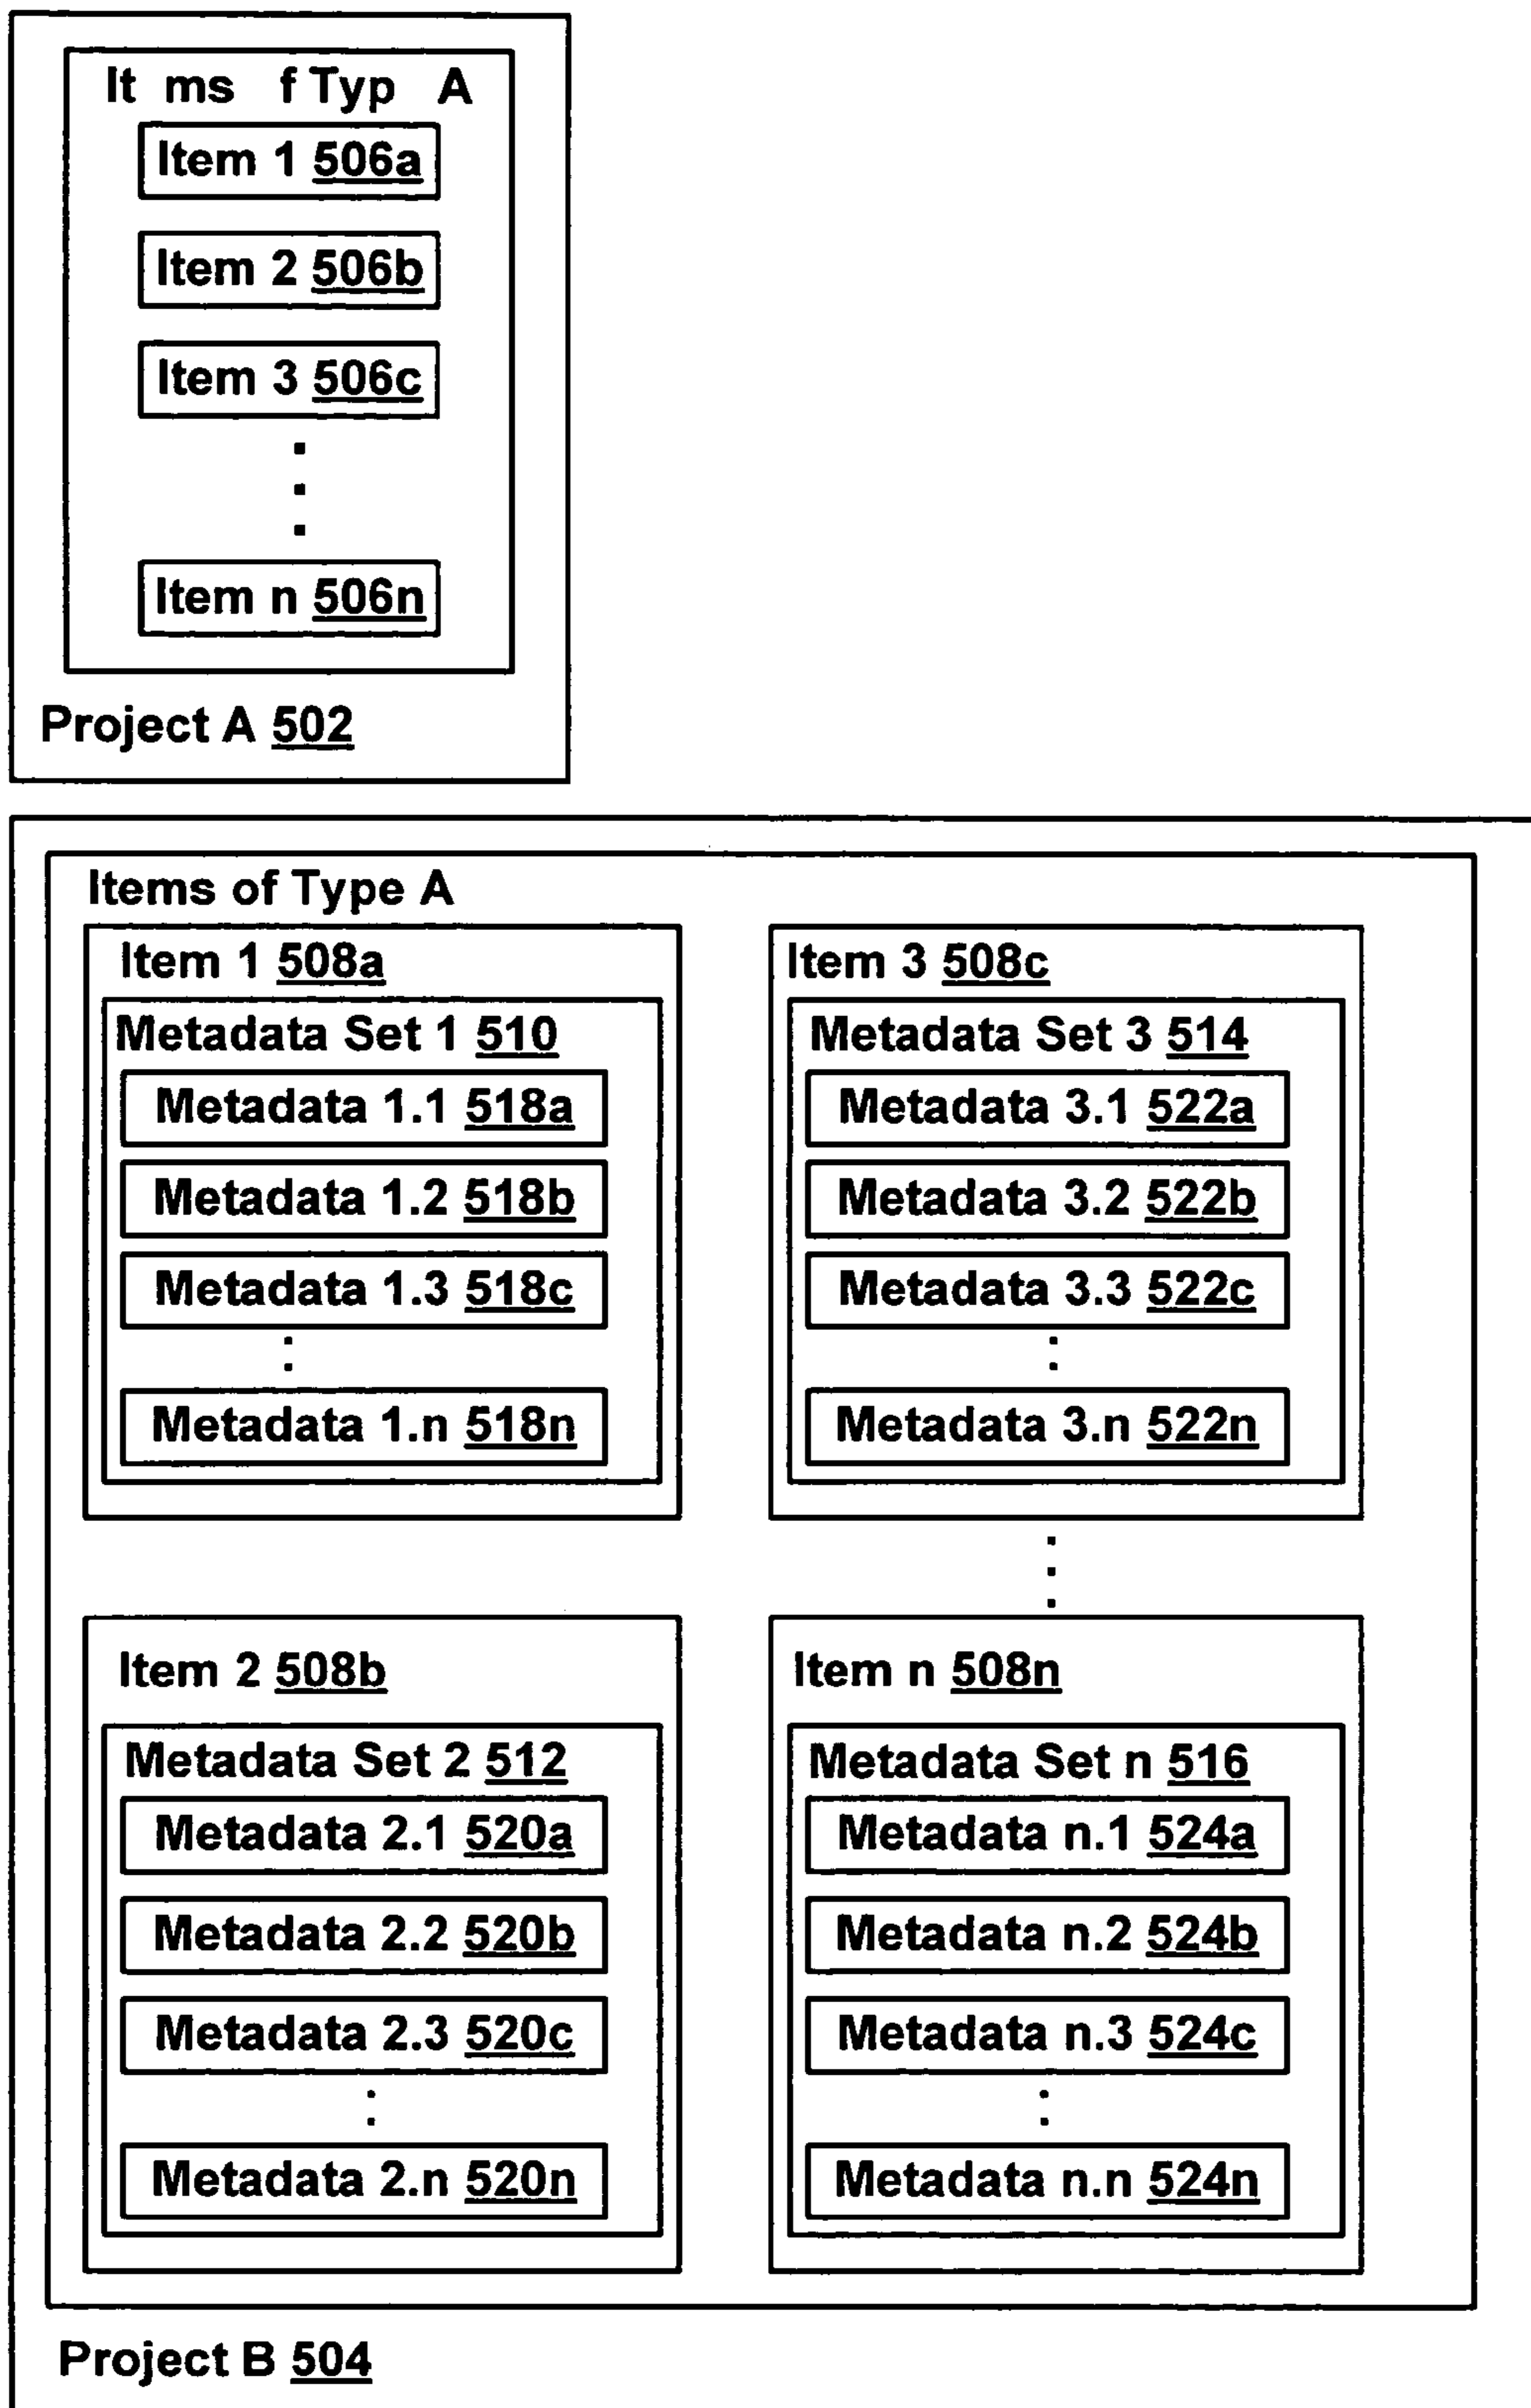 It ms f Typ A
Item 1 506a
Item 2 506b
Item 3 506c
Item n 506n
Project A 502
Items of Type A
Item 1 508a
Metadata Set 1 510
Metadata 1.1 518a
Metadata 1.2 518b
Metadata 1.3 518c
Metadata 1.n 518n
Item 3 508c
Metadata Set 3 514
Metadata 3.1 522a
Metadata 3.2 522b
Metadata 3.3 522c
Metadata 3.n 522n
Item 2 508b
Metadata Set 2 512
Metadata 2.1 520a
Metadata 2.2 520b
Metadata 2.3 520c
Metadata 2.n 520n
Item n 508n
Metadata Set n 516
Metadata n.1 524a
Metadata n.2 524b
Metadata n.3 524c
Metadata n.n 524n
Project B 504